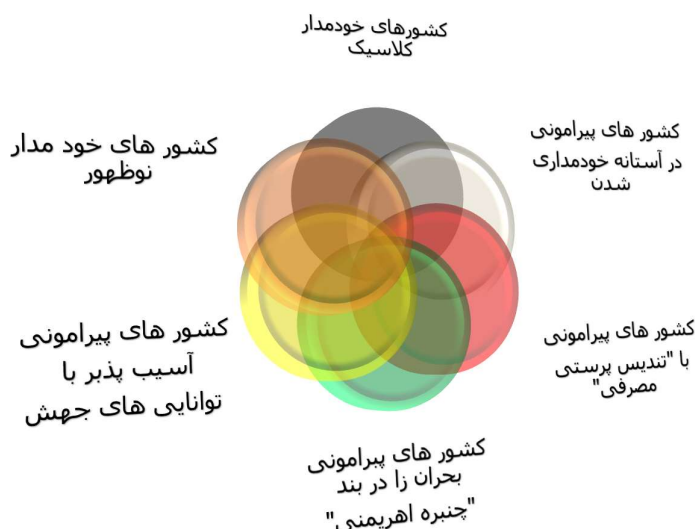 کشورهای خودمدار
کلاسیک
کشور های پیرامونی
در آستانه خودمداری
شدن
کشور های پیرامونی
با "تندیس پرستی
مصرفی"
کشور های پیرامونی
بحران زا در بند
"چنبره اهریمنی"
کشور های پیرامونی
آسیب پذبر با
توانایی های جهش
کشور های خود مدار
نوظهور